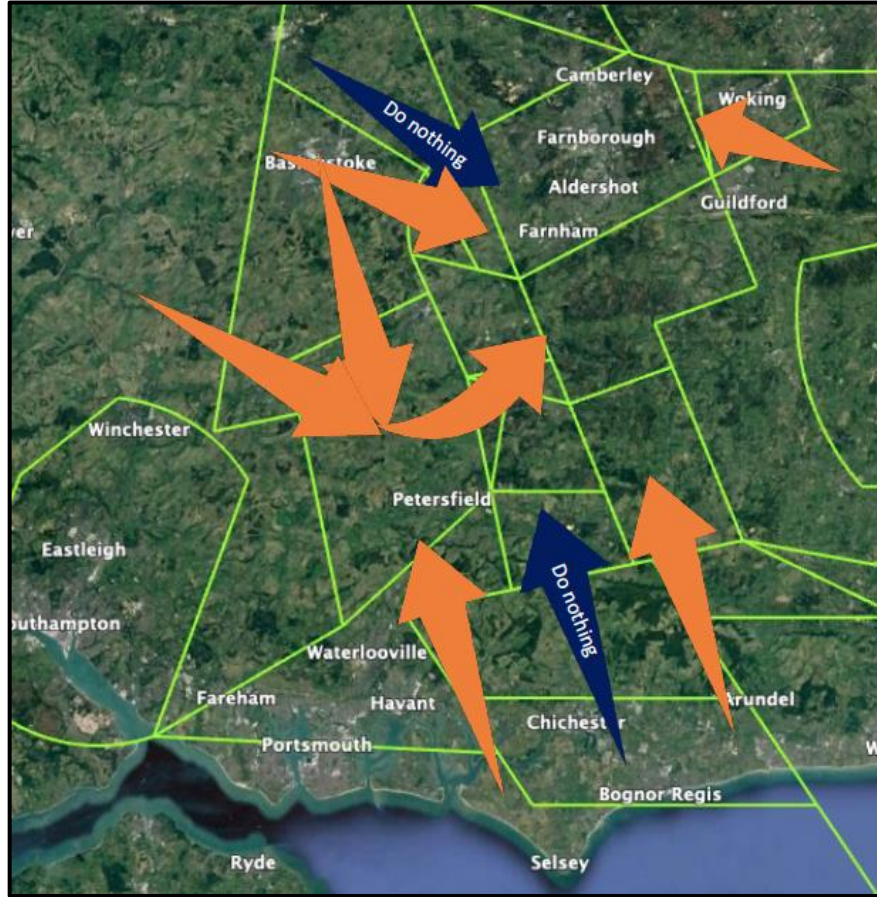 Camberley
Woking
Do nothing
Farnborough
Aldershot
Guildford
Farnham
Winchester
Petersfield
Eastleigh
Do nothing
Waterlooville
Fareham
Havant
Arundel
Chichester
Portsmouth
Bognor Regis
Ryde
Selsey